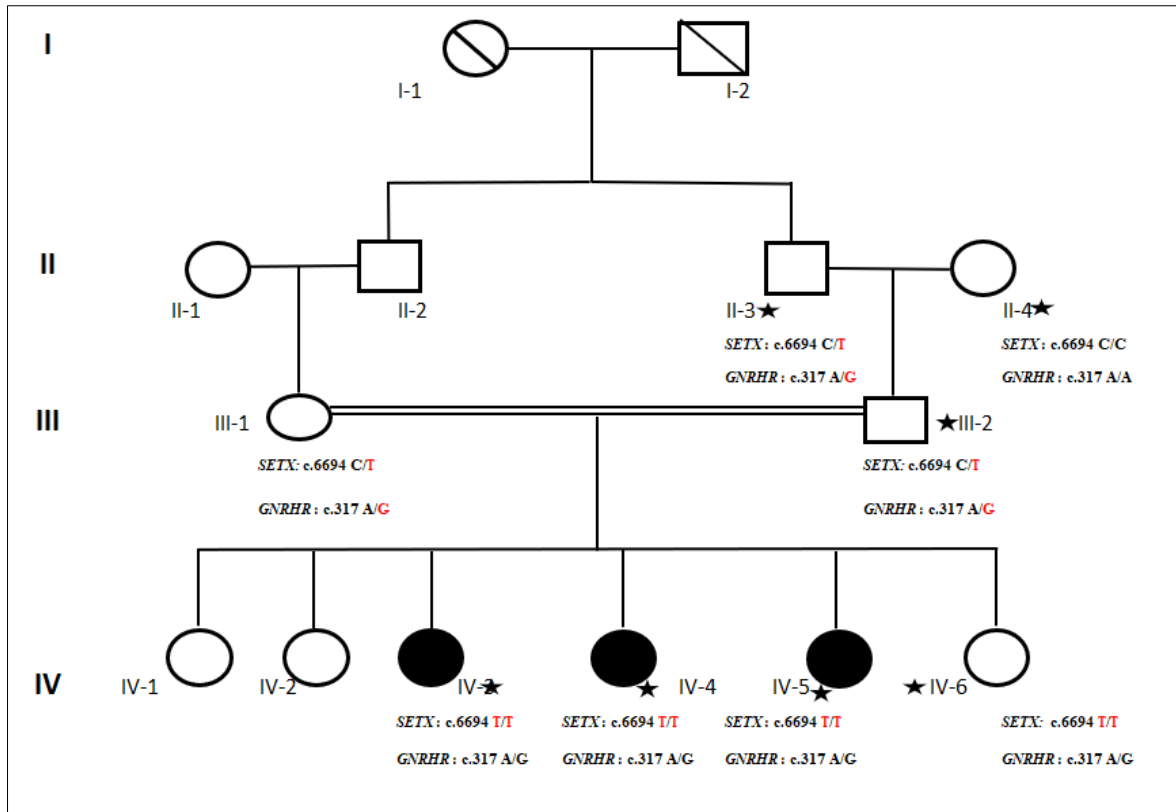 I
I-1 I-2
II
II-1 II-2 II-3★ II-4★
SETX : c.6694 C/T SETX : c.6694 C/C
GNRHR : c.317 A/G GNRHR : c.317 A/A
III
III-1 ★III-2
SETX: c.6694 C/T SETX : c.6694 C/T
GNRHR : c.317 A/G GNRHR : c.317 A/G
IV
IV-1 IV-2 IV-3★ ★ IV-4 IV-5★ ★ IV-6
SETX : c.6694 T/T SETX : c.6694 T/T SETX : c.6694 T/T SETX: c.6694 T/T
GNRHR : c.317 A/G GNRHR : c.317 A/G GNRHR : c.317 A/G GNRHR : c.317 A/G